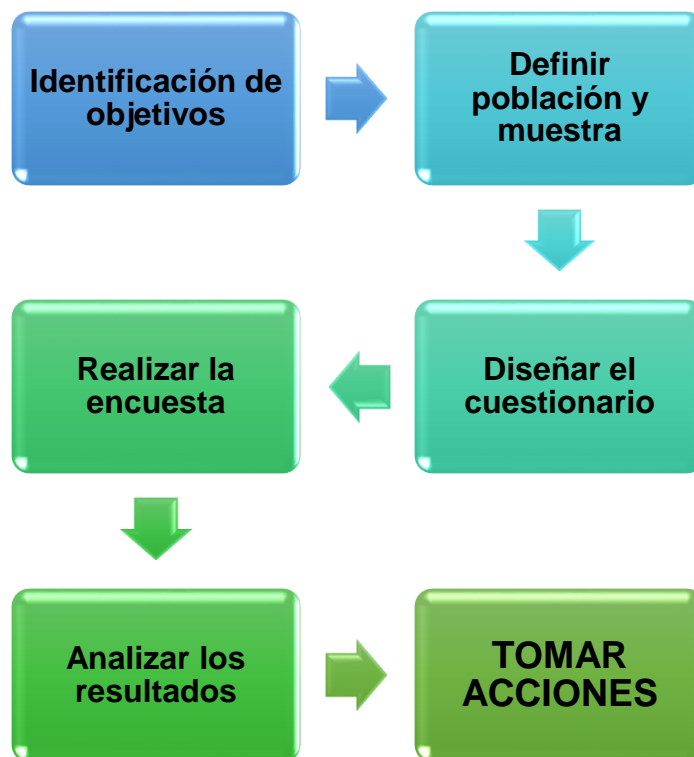 Identificación de
objetivos
Definir
población y
muestra
Diseñar el
cuestionario
Realizar la
encuesta
Analizar los
resultados
TOMAR
ACCIONES